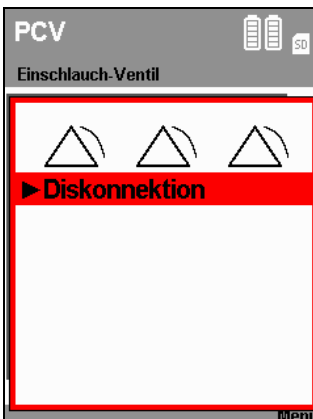 PCV
SD
Einschlauch-Ventil
►Diskonnektion
Menü